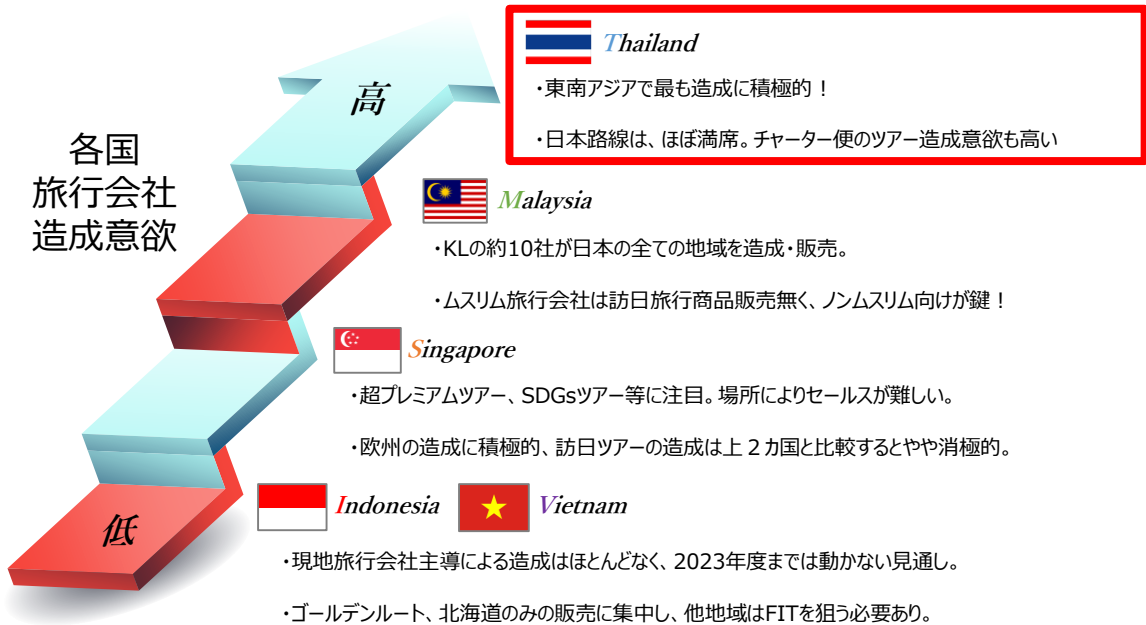 Thailand
・東南アジアで最も造成に積極的！
・日本路線は、ほぼ満席。チャーター便のツアー造成意欲も高い
高
各国
旅行会社
造成意欲
Malaysia
・KLの約10社が日本の全ての地域を造成・販売。
・ムスリム旅行会社は訪日旅行商品販売無く、ノンムスリム向けが鍵！
Singapore
・超プレミアムツアー、SDGsツアー等に注目。場所によりセールスが難しい。
・欧州の造成に積極的、訪日ツアーの造成は上２カ国と比較するとやや消極的。
Indonesia Vietnam
低
・現地旅行会社主導による造成はほとんどなく、2023年度までは動かない見通し。
・ゴールデンルート、北海道のみの販売に集中し、他地域はFITを狙う必要あり。